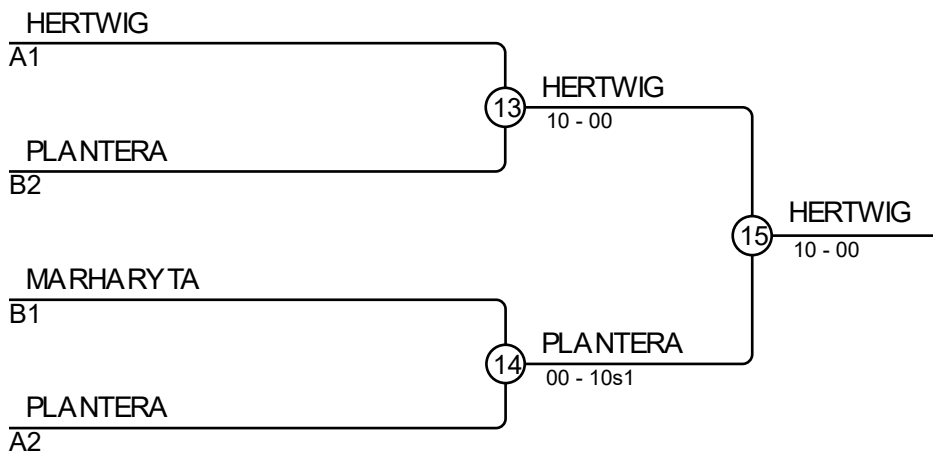 HERTWIG
A1
13
HERTWIG
10 - 00
PLANTERA
B2
15
HERTWIG
10 - 00
MARHARYTA
B1
14
PLANTERA
00 - 10s1
PLANTERA
A2